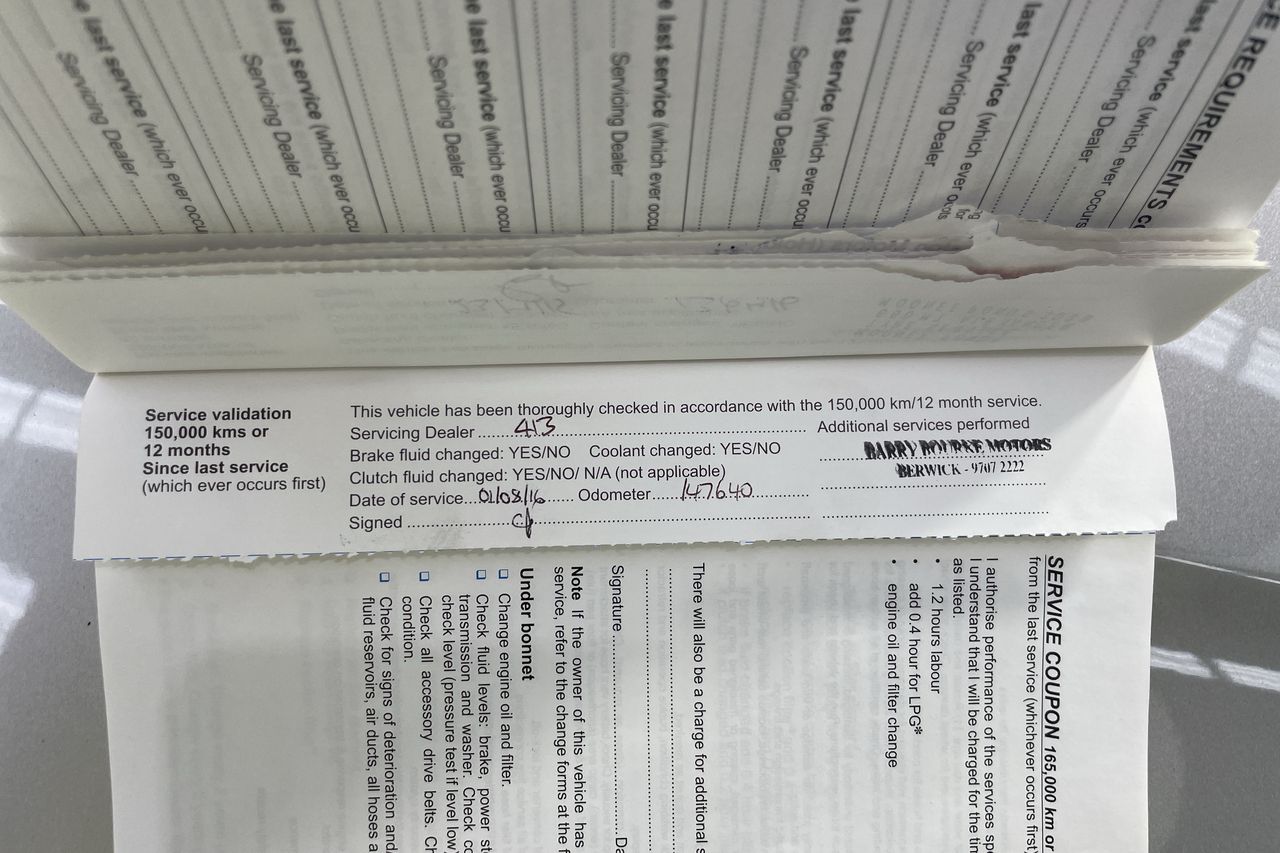 E REQUIREMENTS
last service (which ever occurs
Servicing Dealer
last service (which ever
Servicing Dealer
last service (which ever occu
Servicing Dealer
e last service (which ever occu
Servicing Dealer
e last service (which ever occu
Servicing Dealer
e last service (which ever occu
Servicing Dealer
e last service (which ever occu
Servicing Dealer
Service validation
150,000 kms or
12 months
Since last service
(which ever occurs first)
This vehicle has been thoroughly checked in accordance with the 150,000 km/12 month service.
Servicing Dealer 413
Additional services performed
Brake fluid changed: YES/NO Coolant changed: YES/NO
BARRY BOURKE MOTORS
Clutch fluid changed: YES/NO/ N/A (not applicable)
BERWICK - 9707 2222
Date of service 01/08/16 Odometer 147640
Signed
SERVICE COUPON 165,000 km or
from the last service (whichever occurs first)
I authorise performance of the services spe
I understand that I will be charged for the tim
as listed.
• 1.2 hours labour
• add 0.4 hour for LPG*
• engine oil and filter change
There will also be a charge for additional s
Signature Da
Note If the owner of this vehicle has
service, refer to the change forms at the f
Under bonnet
❑ Change engine oil and filter.
❑ Check fluid levels: brake, power st
transmission and washer. Check co
check level (pressure test if level low)
❑ Check all accessory drive belts. Ch
condition.
❑ Check for signs of deterioration and
fluid reservoirs, air ducts, all hoses a